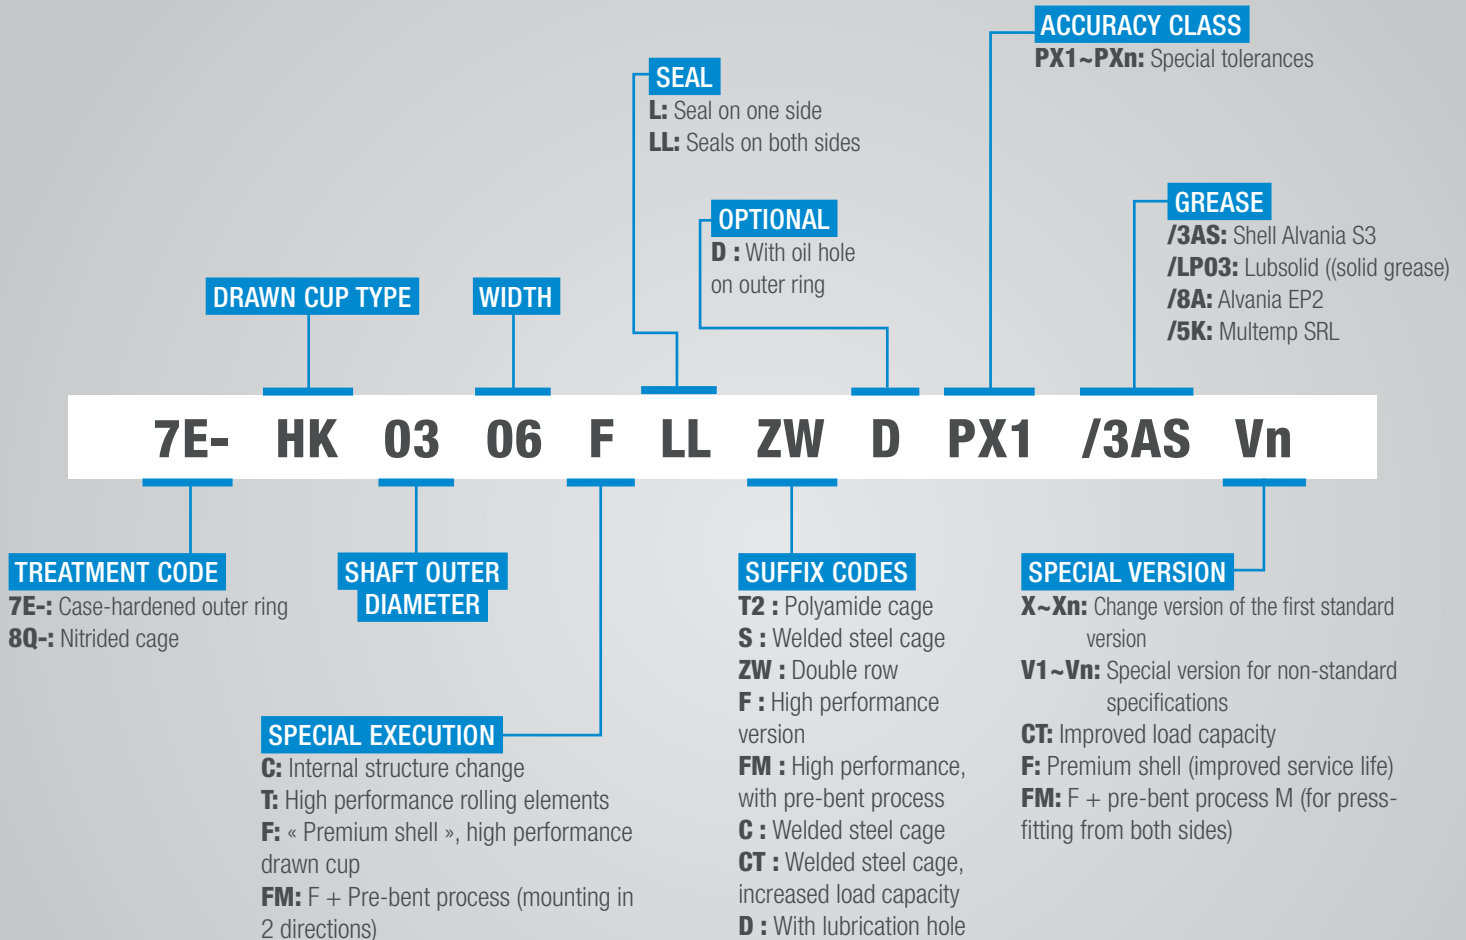 ACCURACY CLASS
PX1~PXn: Special tolerances
SEAL
L: Seal on one side
LL: Seals on both sides
OPTIONAL
D : With oil hole
on outer ring
GREASE
/3AS: Shell Alvania S3
/LP03: Lubsolid ((solid grease)
/8A: Alvania EP2
/5K: Multemp SRL
DRAWN CUP TYPE
WIDTH
7E- HK 03 06 F LL ZW D PX1 /3AS Vn
TREATMENT CODE
7E-: Case-hardened outer ring
8Q-: Nitrided cage
SHAFT OUTER
DIAMETER
SPECIAL EXECUTION
C: Internal structure change
T: High performance rolling elements
F: « Premium shell », high performance
drawn cup
FM: F + Pre-bent process (mounting in
2 directions)
SUFFIX CODES
T2 : Polyamide cage
S : Welded steel cage
ZW : Double row
F : High performance
version
FM : High performance,
with pre-bent process
C : Welded steel cage
CT : Welded steel cage,
increased load capacity
D : With lubrication hole
SPECIAL VERSION
X~Xn: Change version of the first standard
version
V1~Vn: Special version for non-standard
specifications
CT: Improved load capacity
F: Premium shell (improved service life)
FM: F + pre-bent process M (for press-
fitting from both sides)